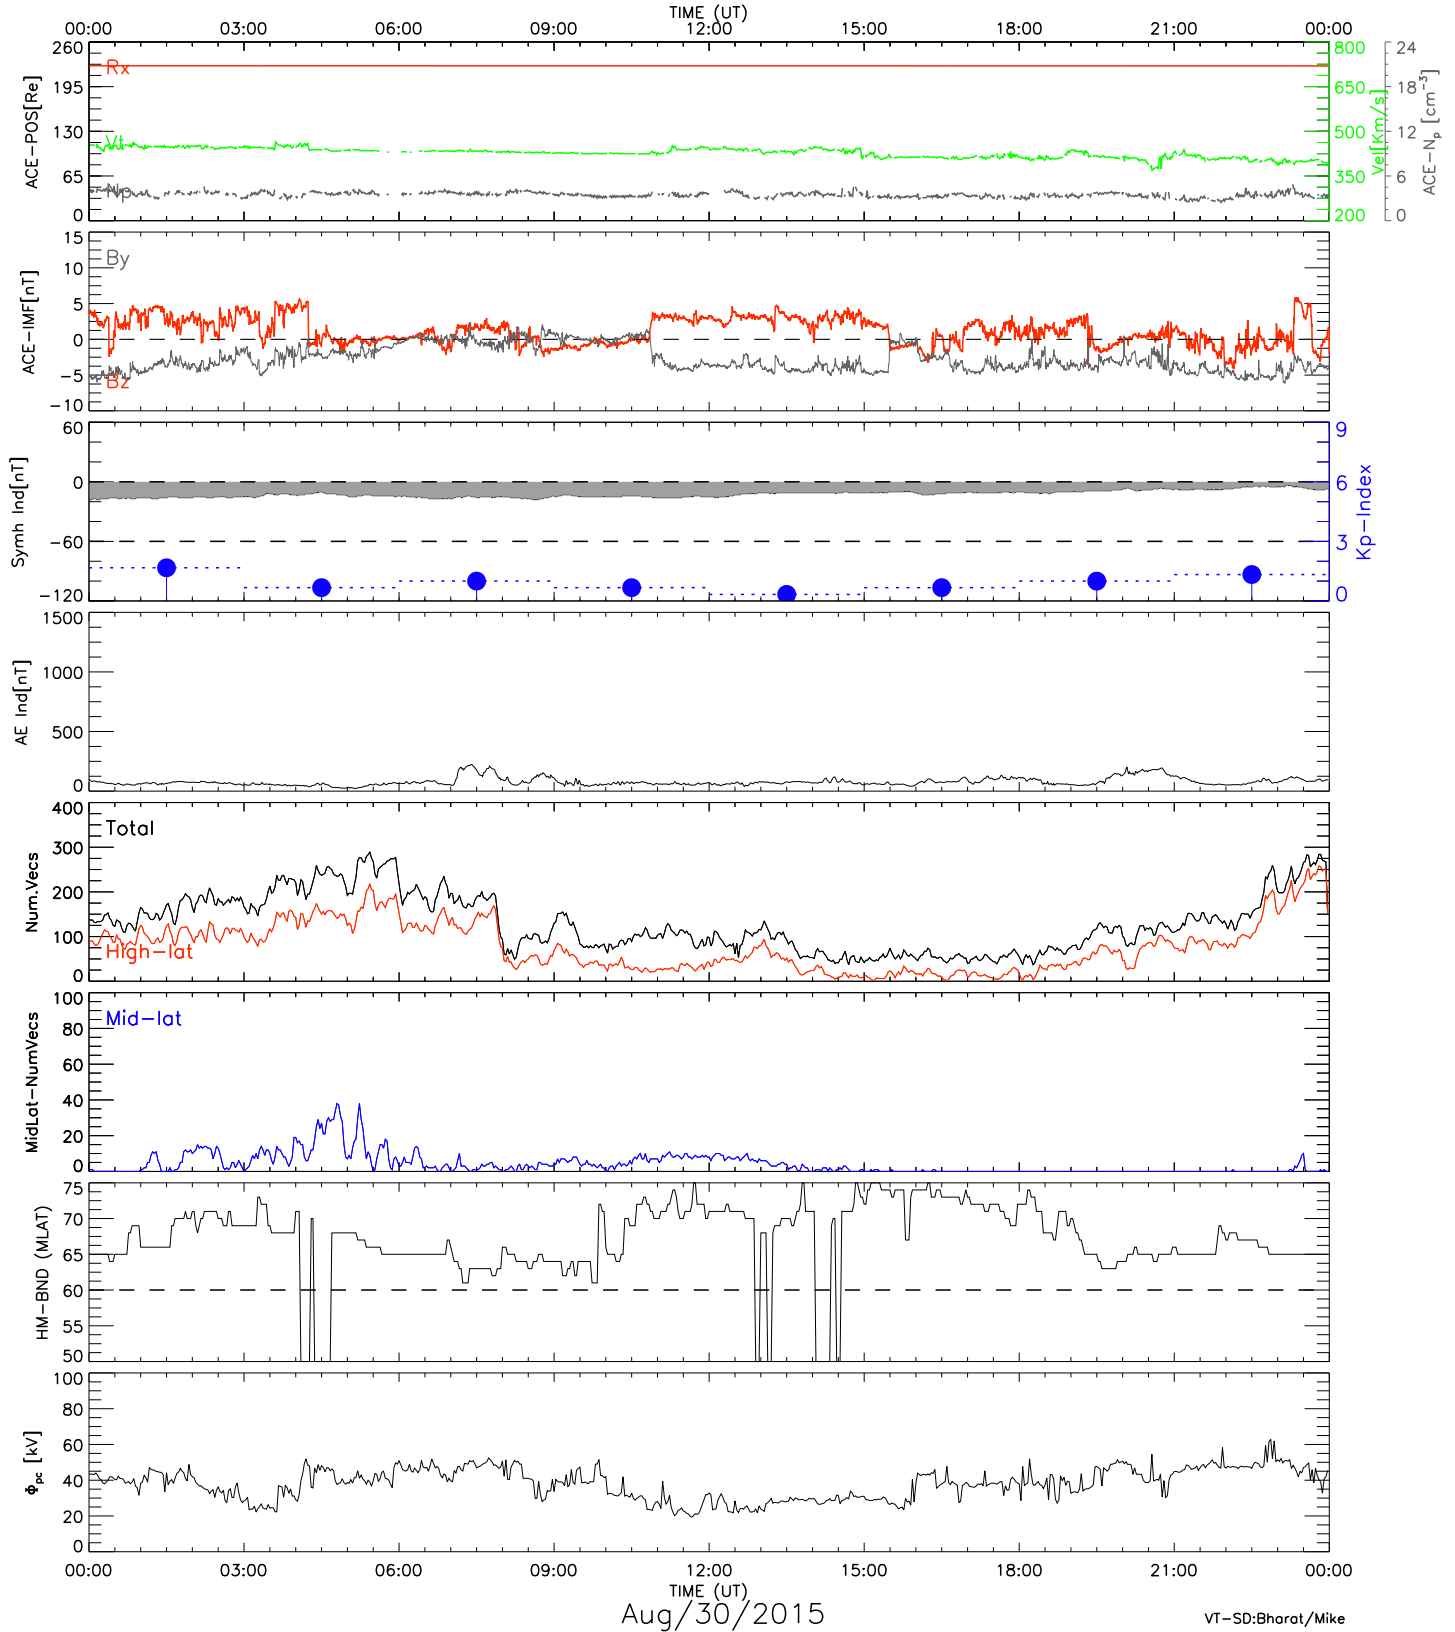 TIME (UT)
00:00 03:00 06:00 09:00 12:00 15:00 18:00 21:00 00:00
ACE-POS[Re]
260
195
130
65
0
Rx
Vt
Np
800
650
500
350
200
Vel[Km/s]
24
18
12
6
0
ACE-Np [cm-3]
ACE-IMF[nT]
15
10
5
0
-5
-10
By
Bz
Symh Ind[nT]
60
0
-60
-120
9
6
3
0
Kp-Index
AE Ind[nT]
1500
1000
500
0
Num.Vecs
400
300
200
100
0
Total
High-lat
MidLat-NumVecs
100
80
60
40
20
0
Mid-lat
HM-BND (MLAT)
75
70
65
60
55
50
Φpc [kV]
100
80
60
40
20
0
00:00 03:00 06:00 09:00 12:00 15:00 18:00 21:00 00:00
TIME (UT)
Aug/30/2015
VT-SD:Bharat/Mike